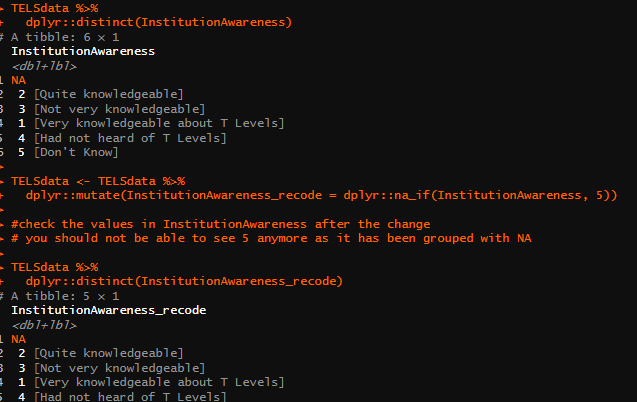 > TELSdata %>%
+   dplyr::distinct(InstitutionAwareness)
# A tibble: 6 × 1
  InstitutionAwareness
  <dbl+lbl>
1 NA
2  2 [Quite knowledgeable]
3  3 [Not very knowledgeable]
4  1 [Very knowledgeable about T Levels]
5  4 [Had not heard of T Levels]
6  5 [Don't Know]
>
> TELSdata <- TELSdata %>%
+   dplyr::mutate(InstitutionAwareness_recode = dplyr::na_if(InstitutionAwareness, 5))
>
> #check the values in InstitutionAwareness after the change
> # you should not be able to see 5 anymore as it has been grouped with NA
>
> TELSdata %>%
+   dplyr::distinct(InstitutionAwareness_recode)
# A tibble: 5 × 1
  InstitutionAwareness_recode
  <dbl+lbl>
1 NA
2  2 [Quite knowledgeable]
3  3 [Not very knowledgeable]
4  1 [Very knowledgeable about T Levels]
5  4 [Had not heard of T Levels]